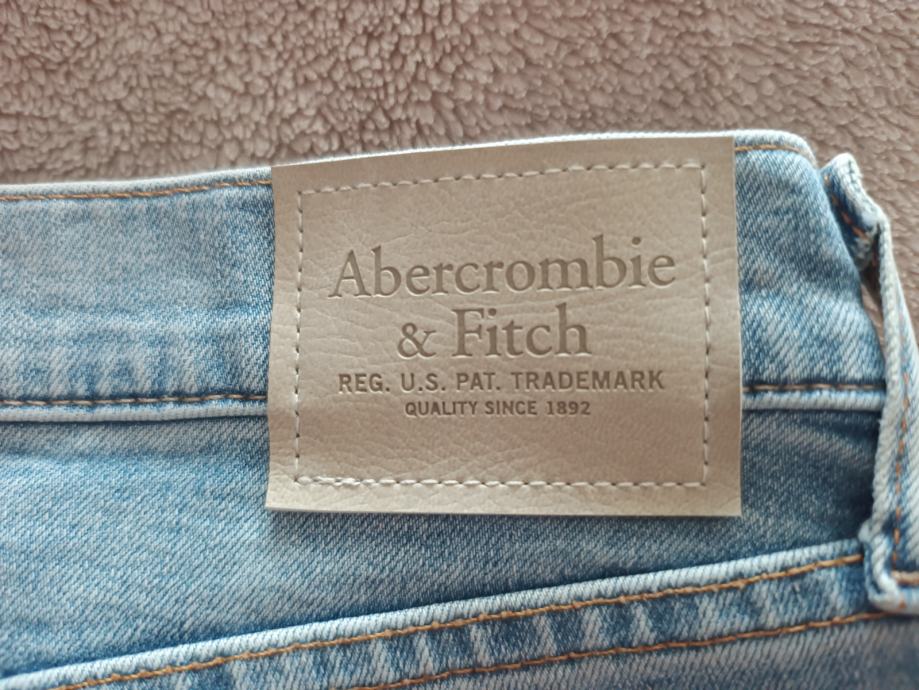 Abercrombie
& Fitch
REG. U.S. PAT. TRADEMARK
QUALITY SINCE 1892